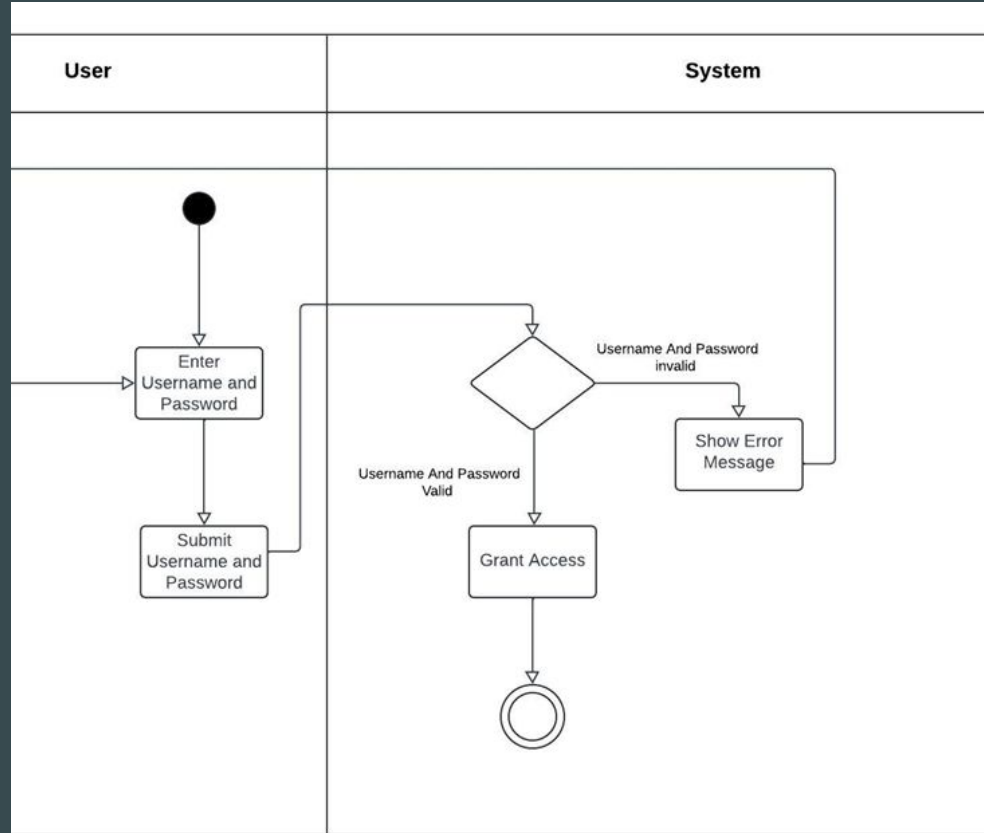 User
System
Enter
Username and
Password
Submit
Username and
Password
Username And Password
invalid
Show Error
Message
Username And Password
Valid
Grant Access